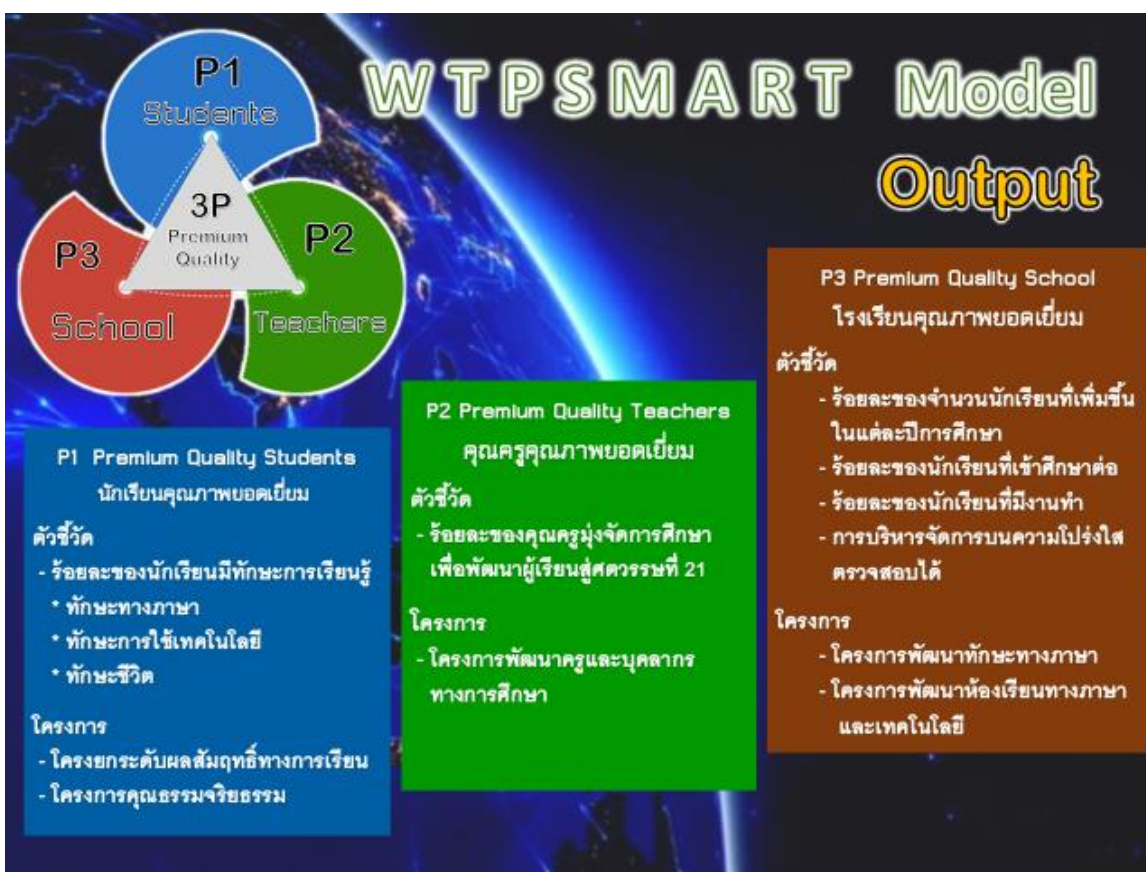 WTPSMART Model
Output
P1
Students
3P
Premium
Quality
P2
Teachers
P3
School
P1 Premium Quality Students
นักเรียนคุณภาพยอดเยี่ยม
ตัวชี้วัด
- ร้อยละของนักเรียนมีทักษะการเรียนรู้
* ทักษะทางภาษา
* ทักษะการใช้เทคโนโลยี
* ทักษะชีวิต
โครงการ
- โครงยกระดับผลสัมฤทธิ์ทางการเรียน
- โครงการคุณธรรมจริยธรรม
P2 Premium Quality Teachers
คุณครูคุณภาพยอดเยี่ยม
ตัวชี้วัด
- ร้อยละของคุณครูมุ่งจัดการศึกษา
เพื่อพัฒนาผู้เรียนสู่ศตวรรษที่ 21
โครงการ
- โครงการพัฒนาครูและบุคลากร
ทางการศึกษา
P3 Premium Quality School
โรงเรียนคุณภาพยอดเยี่ยม
ตัวชี้วัด
- ร้อยละของจำนวนนักเรียนที่เพิ่มขึ้น
ในแต่ละปีการศึกษา
- ร้อยละของนักเรียนที่เข้าศึกษาต่อ
- ร้อยละของนักเรียนที่มีงานทำ
- การบริหารจัดการบนความโปร่งใส
ตรวจสอบได้
โครงการ
- โครงการพัฒนาทักษะทางภาษา
- โครงการพัฒนาห้องเรียนทางภาษา
และเทคโนโลยี